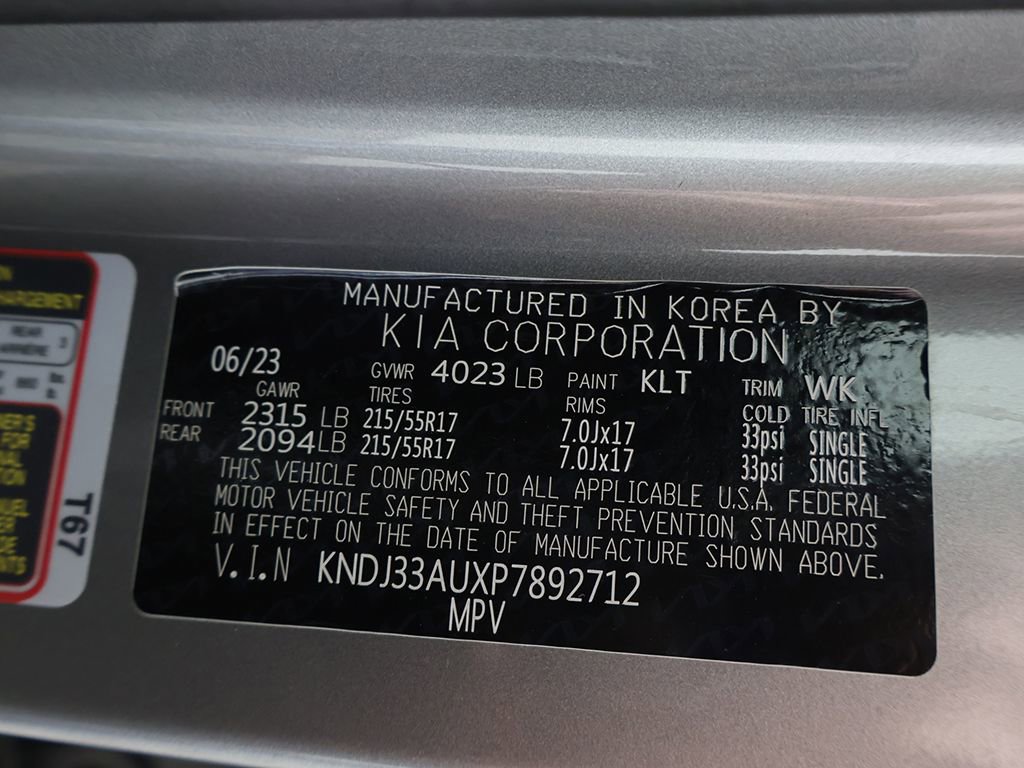 MANUFACTURED IN KOREA BY
KIA CORPORATION
06/23 GVWR 4023 LB PAINT KLT TRIM WK
GAWR TIRES RIMS COLD TIRE INFL
FRONT 2315 LB 215/55R17 7.0Jx17 33psi SINGLE
REAR 2094 LB 215/55R17 7.0Jx17 33psi SINGLE
THIS VEHICLE CONFORMS TO ALL APPLICABLE U.S.A. FEDERAL
MOTOR VEHICLE SAFETY AND THEFT PREVENTION STANDARDS
IN EFFECT ON THE DATE OF MANUFACTURE SHOWN ABOVE.
V.I.N KNDJ33AUXP7892712
MPV
REAR 3
FOR
T67